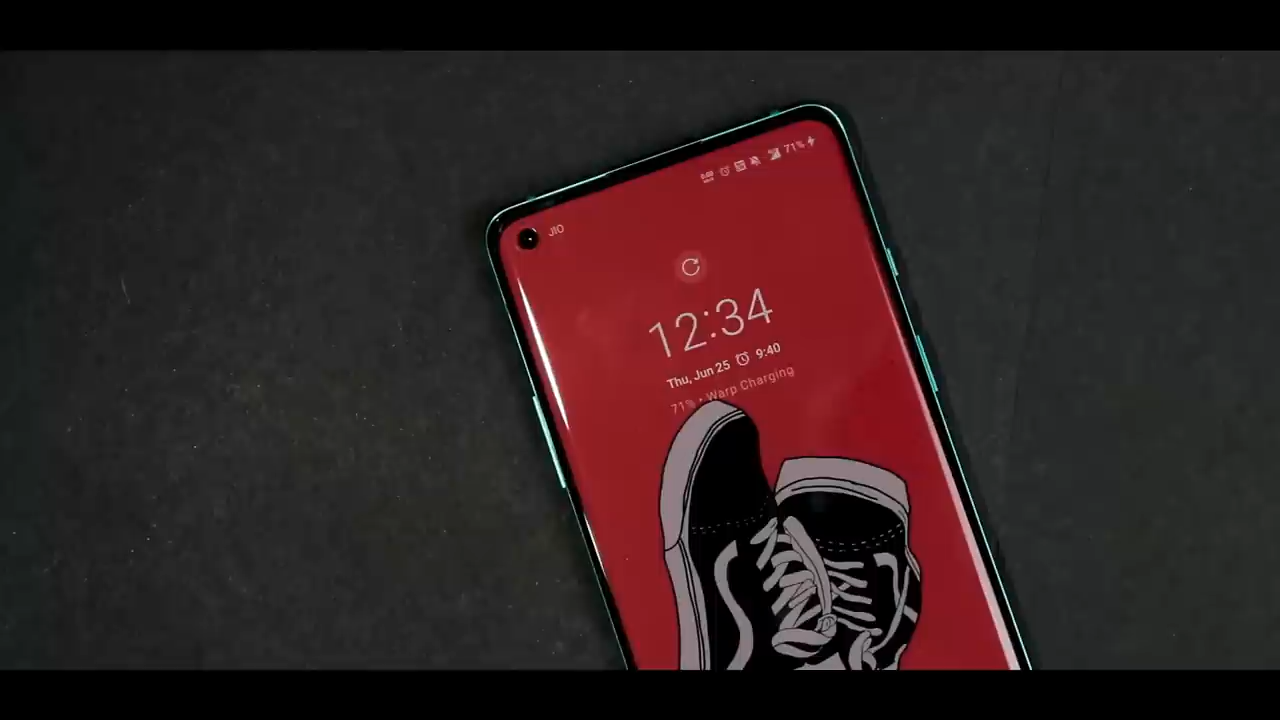 71%
JIO
12:34
Thu, Jun 25 9:40
71% • Warp Charging